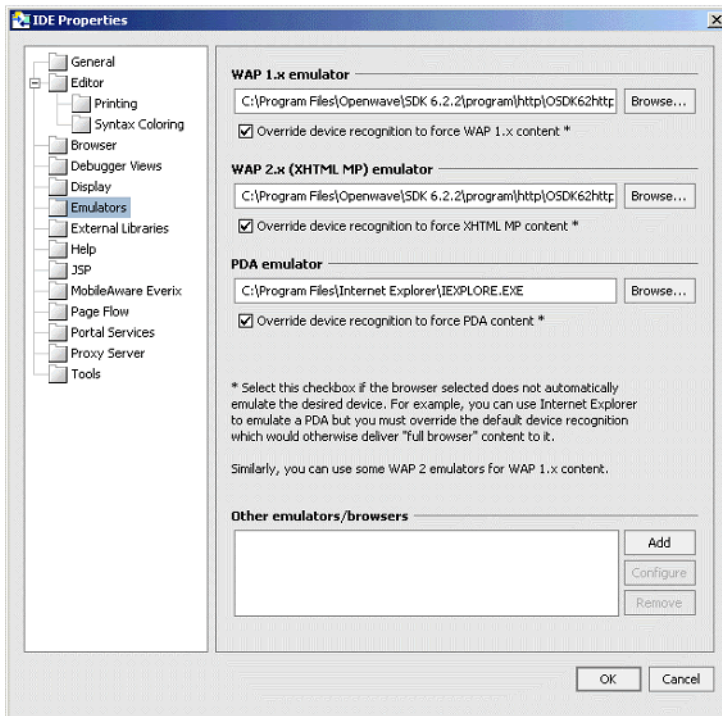 IDE Properties
General
Editor
Printing
Syntax Coloring
Browser
Debugger Views
Display
Emulators
External Libraries
Help
JSP
MobileAware Everix
Page Flow
Portal Services
Proxy Server
Tools
WAP 1.x emulator
C:\Program Files\Openwave\SDK 6.2.2\program\http\OSDK62http Browse...
Override device recognition to force WAP 1.x content *
WAP 2.x (XHTML MP) emulator
C:\Program Files\Openwave\SDK 6.2.2\program\http\OSDK62http Browse...
Override device recognition to force XHTML MP content *
PDA emulator
C:\Program Files\Internet Explorer\IEXPLORE.EXE Browse...
Override device recognition to force PDA content *
* Select this checkbox if the browser selected does not automatically
emulate the desired device. For example, you can use Internet Explorer
to emulate a PDA but you must override the default device recognition
which would otherwise deliver "full browser" content to it.
Similarly, you can use some WAP 2 emulators for WAP 1.x content.
Other emulators/browsers
Add
Configure
Remove
OK Cancel